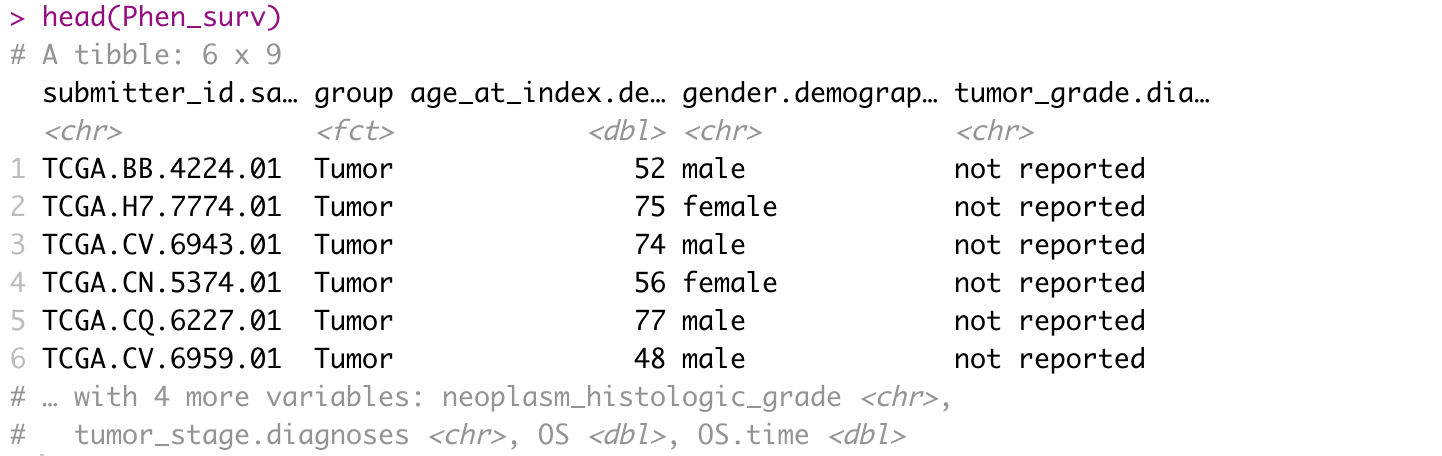 > head(Phen_surv)
# A tibble: 6 x 9
submitter_id.sa… group age_at_index.de… gender.demograp… tumor_grade.dia…
<chr> <fct> <dbl> <chr> <chr>
1 TCGA.BB.4224.01 Tumor 52 male not reported
2 TCGA.H7.7774.01 Tumor 75 female not reported
3 TCGA.CV.6943.01 Tumor 74 male not reported
4 TCGA.CN.5374.01 Tumor 56 female not reported
5 TCGA.CQ.6227.01 Tumor 77 male not reported
6 TCGA.CV.6959.01 Tumor 48 male not reported
# … with 4 more variables: neoplasm_histologic_grade <chr>,
# tumor_stage.diagnoses <chr>, OS <dbl>, OS.time <dbl>